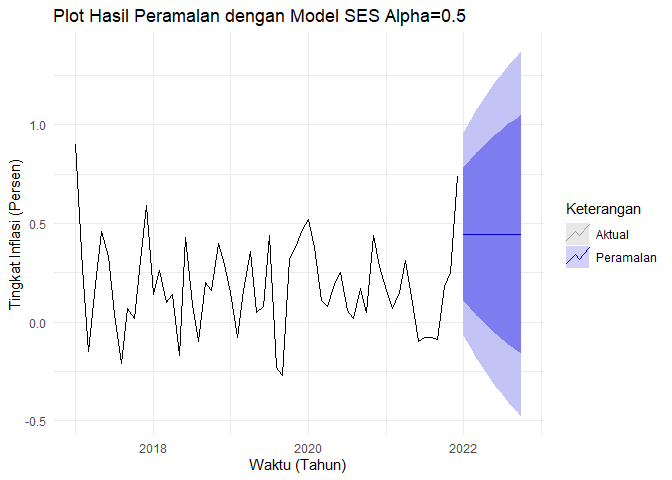 Plot Hasil Peramalan dengan Model SES Alpha=0.5
Tingkat Inflasi (Persen)
1.0
0.5
0.0
-0.5
2018
2020
2022
Waktu (Tahun)
Keterangan
Aktual
Peramalan